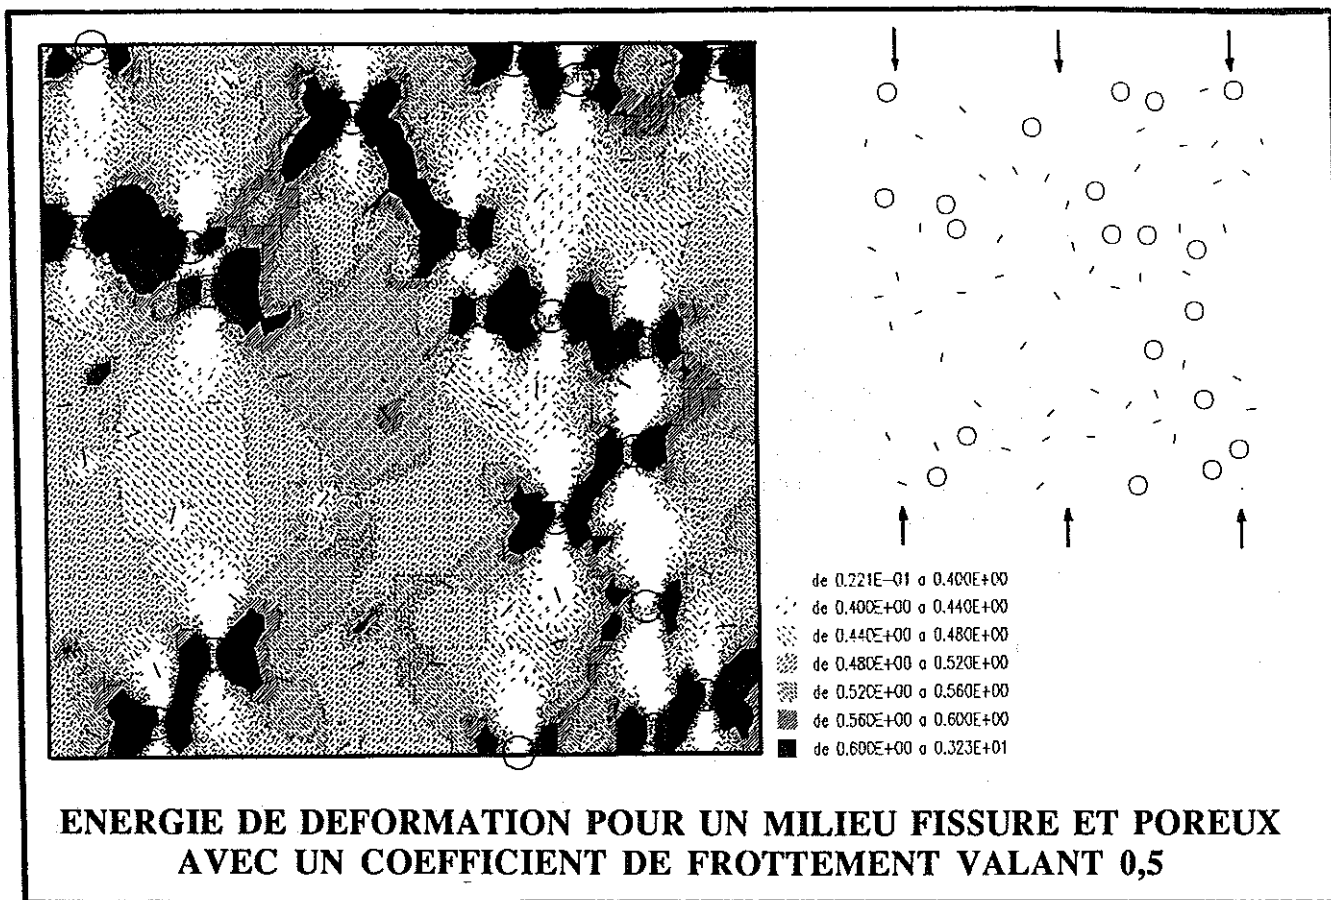 de 0.221E-01 a 0.400E+00
de 0.400E+00 a 0.440E+00
de 0.440E+00 a 0.480E+00
de 0.480E+00 a 0.520E+00
de 0.520E+00 a 0.560E+00
de 0.560E+00 a 0.600E+00
de 0.600E+00 a 0.323E+01
ENERGIE DE DEFORMATION POUR UN MILIEU FISSURE ET POREUX
AVEC UN COEFFICIENT DE FROTTEMENT VALANT 0,5